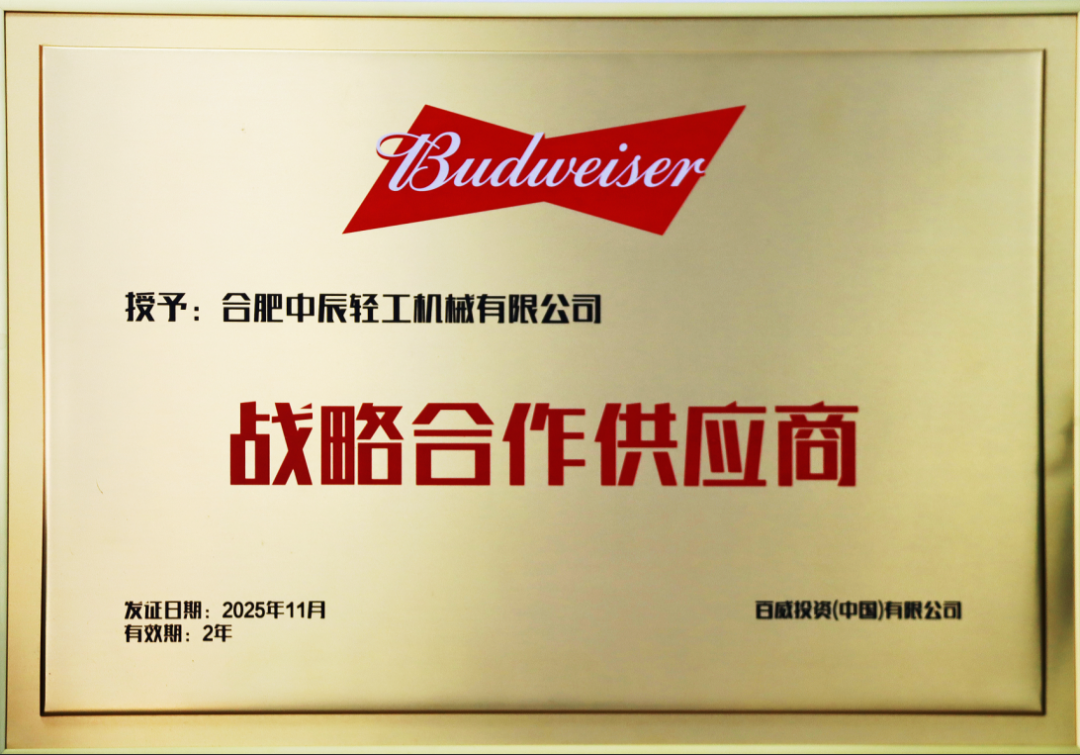 Budweiser
授予：合肥中辰轻工机械有限公司
战略合作供应商
发证日期：2025年11月
有效期：2年
百威投资(中国)有限公司